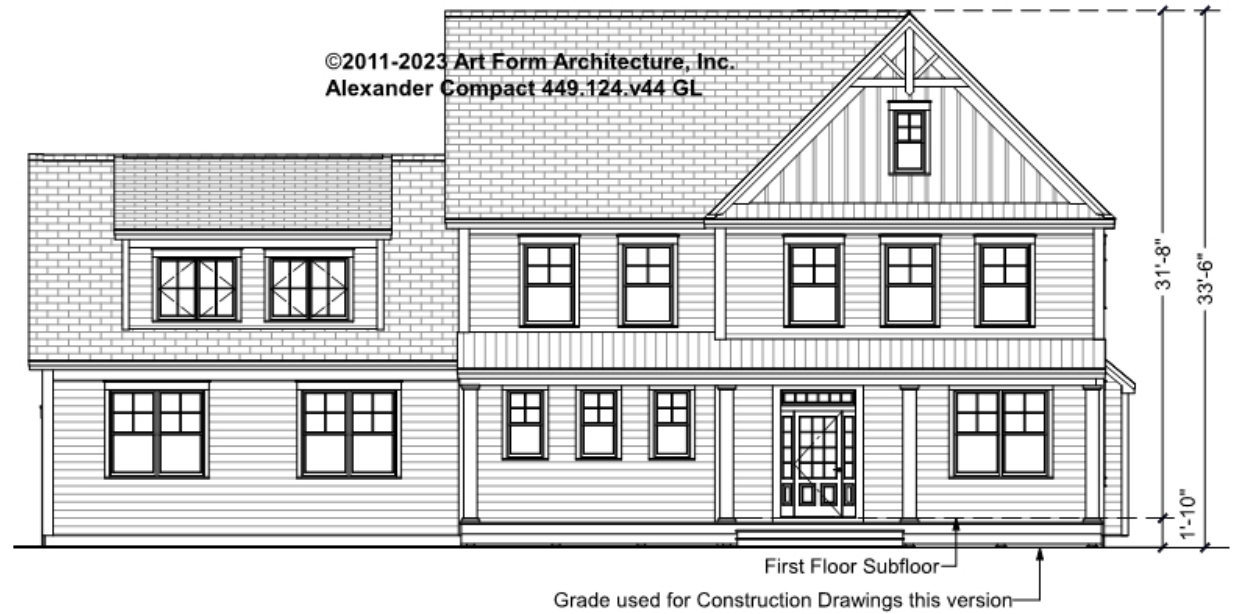 ©2011-2023 Art Form Architecture, Inc.
Alexander Compact 449.124.v44 GL
31'-8"
33'-6"
1'-10"
First Floor Subfloor
Grade used for Construction Drawings this version